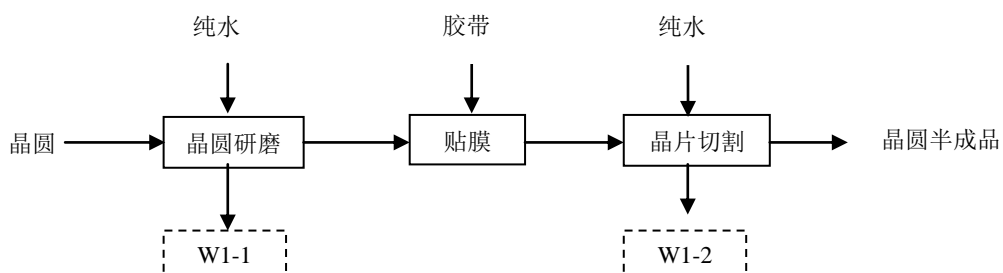 纯水
胶带
纯水
晶圆
晶圆研磨
贴膜
晶片切割
晶圆半成品
W1-1
W1-2